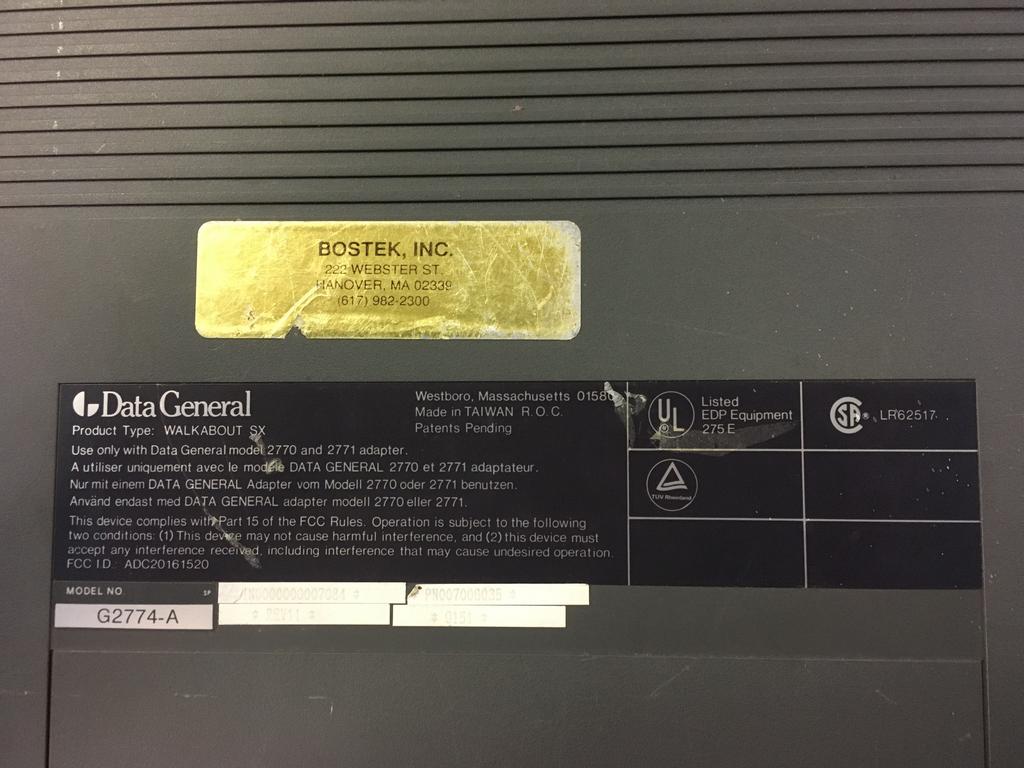 BOSTEK, INC.
222 WEBSTER ST.
HANOVER, MA 02339
(617) 982-2300
Data General
Product Type: WALKABOUT SX
Westboro, Massachusetts 01580
Made in TAIWAN R.O.C.
Patents Pending
Use only with Data General model 2770 and 2771 adapter.
A utiliser uniquement avec le modele DATA GENERAL 2770 et 2771 adaptateur.
Nur mit einem DATA GENERAL Adapter vom Modell 2770 oder 2771 benutzen.
Använd endast med DATA GENERAL adapter modell 2770 eller 2771.
This device complies with Part 15 of the FCC Rules. Operation is subject to the following
two conditions: (1) This device may not cause harmful interference, and (2) this device must
accept any interference received, including interference that may cause undesired operation.
FCC I.D. ADC20161520
UL
®
Listed
EDP Equipment
275 E
SA ® LR62517
TUV Rheinland
MODEL NO SP
G2774-A
* REV11 *
* 0151 *